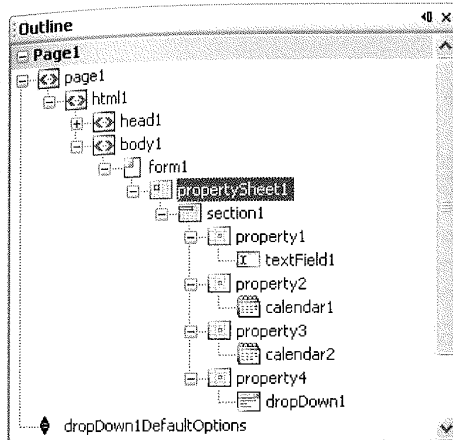 Outline
Page1
page1
html1
head1
body1
form1
propertySheet1
section1
property1
textField1
property2
calendar1
property3
calendar2
property4
dropDown1
dropDown1DefaultOptions